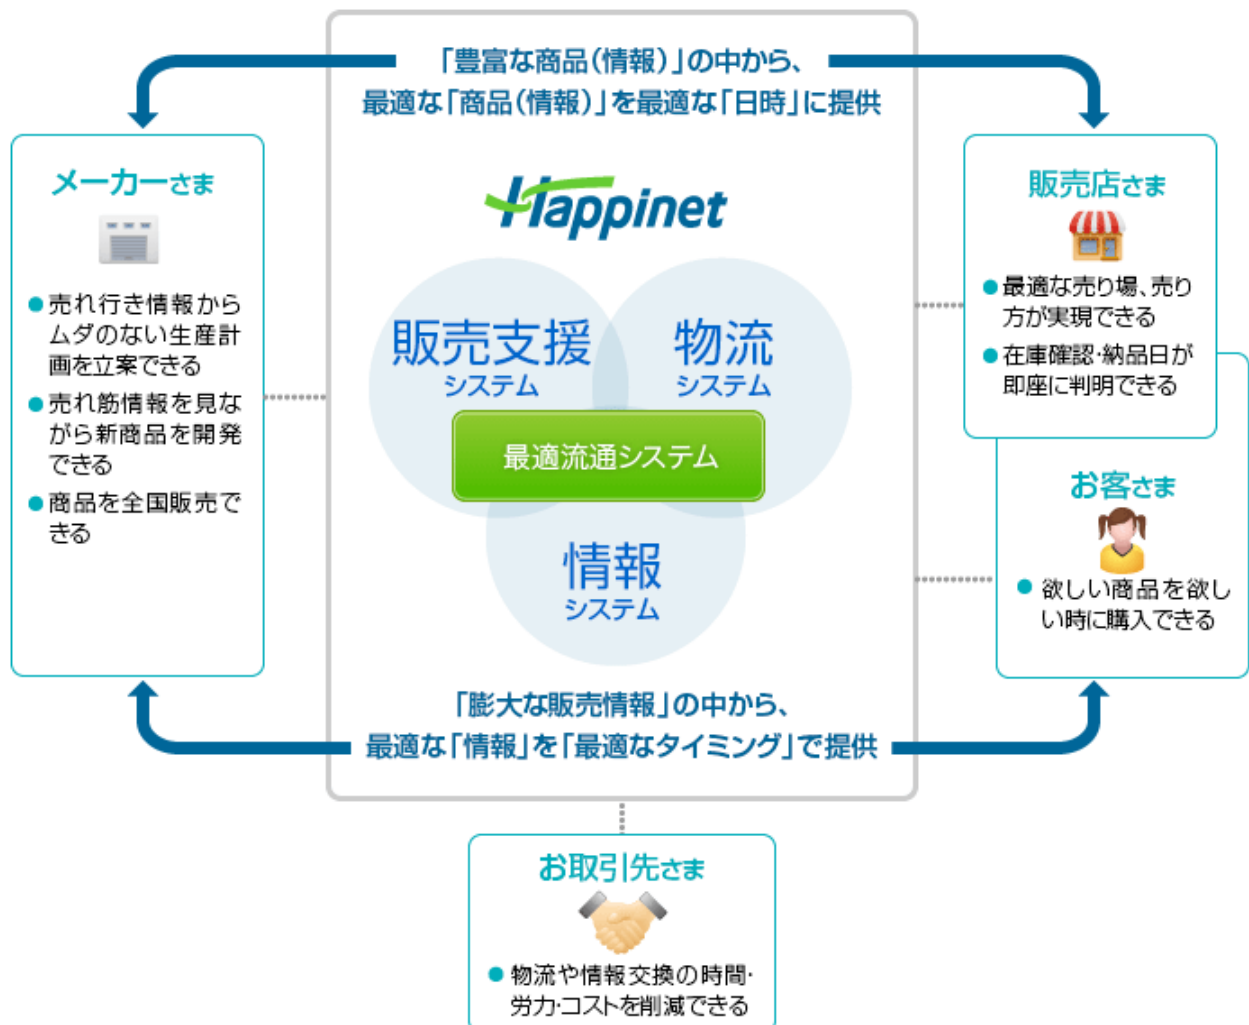 「豊富な商品(情報)」の中から、
最適な「商品(情報)」を最適な「日時」に提供
メーカーさま
売れ行き情報から
ムダのない生産計
画を立案できる
売れ筋情報を見な
がら新商品を開発
できる
商品を全国販売で
きる
Happinet
販売支援
システム
物流
システム
最適流通システム
情報
システム
販売店さま
最適な売り場、売り
方が実現できる
在庫確認・納品日が
即座に判明できる
お客さま
欲しい商品を欲し
い時に購入できる
「膨大な販売情報」の中から、
最適な「情報」を「最適なタイミング」で提供
お取引先さま
物流や情報交換の時間・
労力・コストを削減できる